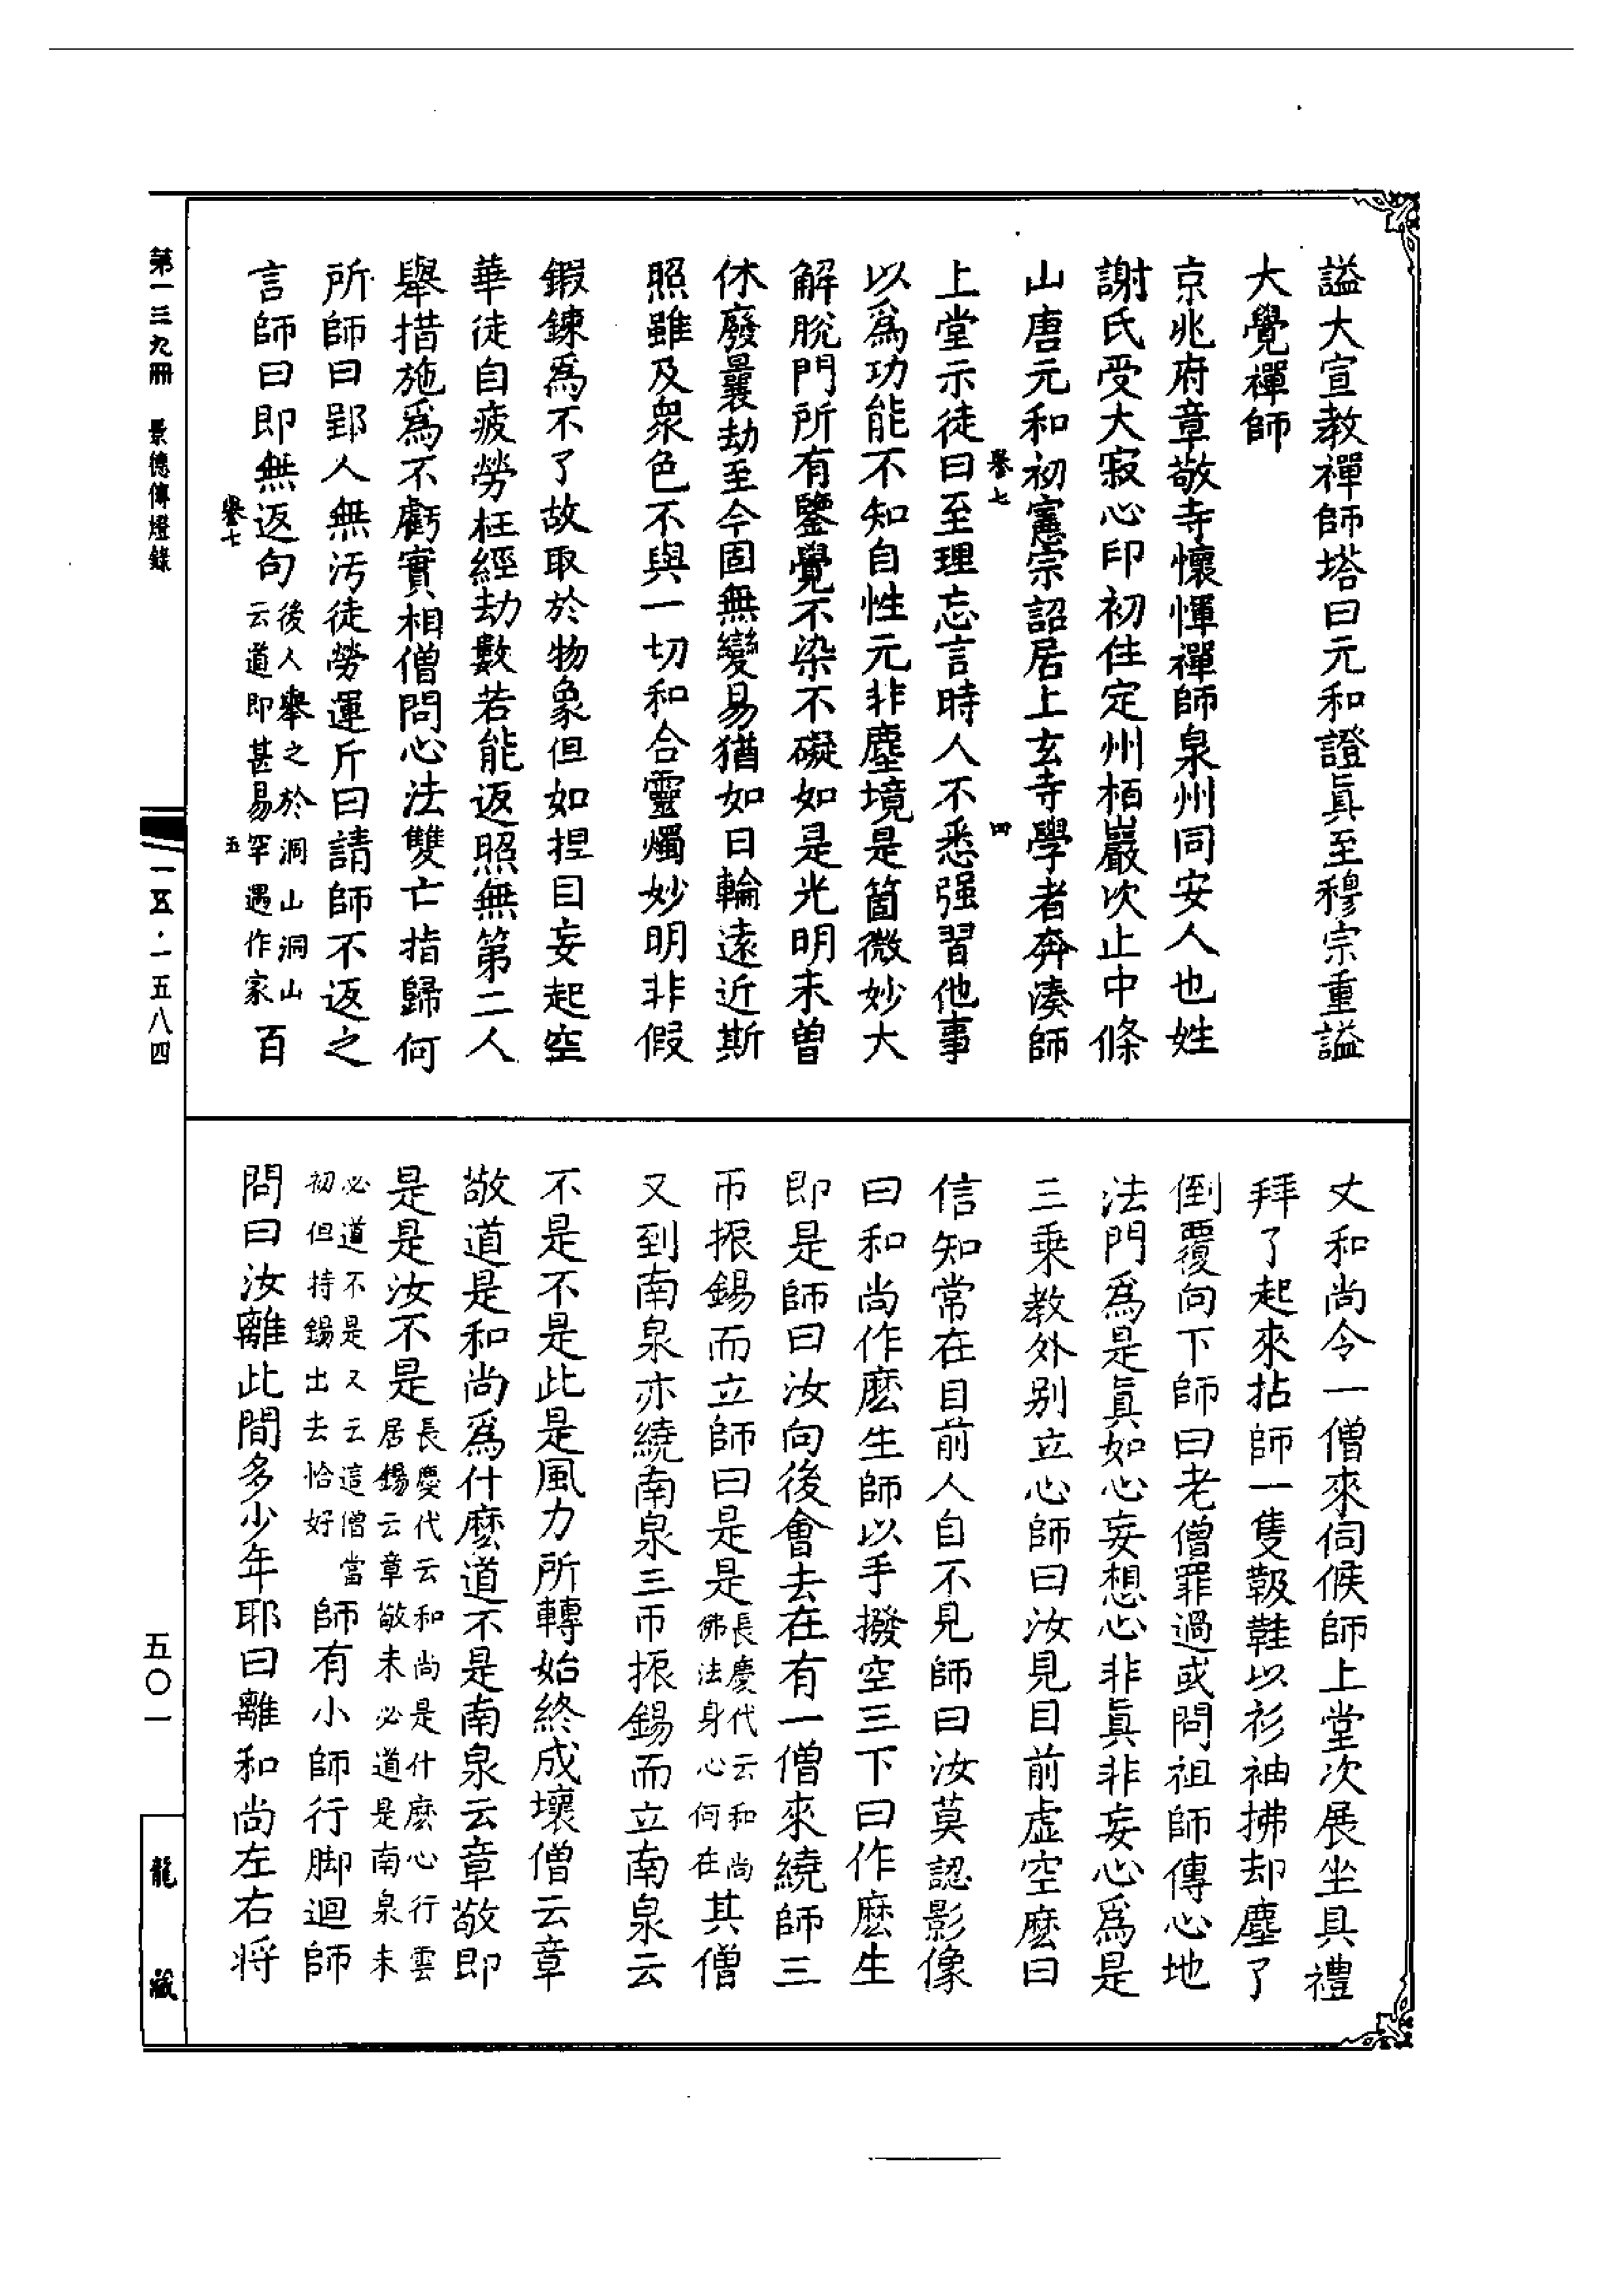 謚大宣教禪師塔曰元和證眞至穆宗重謚
大覺禪師
京兆府章敬寺懷惲禪師泉州同安人也姓
謝氏受大寂心印初住定州栢巖次止中條
山唐元和初憲宗詔居上玄寺學者奔湊師
卷七 四
上堂示徒曰至理忘言時人不悉强習他事
以爲功能不知自性元非塵境是箇微妙大
解脫門所有鑒覺不染不礙如是光明未曾
休廢曩劫至今固無變易猶如日輪遠近斯
照雖及衆色不與一切和合靈燭妙明非假
鍜鍊爲不了故取於物象但如揑目妄起空
華徒自疲勞枉經劫數若能返照無第二人
舉措施爲不虧實相僧問心法雙亡指歸何
所師曰郢人無汚徒勞運斤曰請師不返之
言師曰即無返句後人舉之於洞山洞山云道即甚易罕遇作家百
卷七 五
丈和尚令一僧來伺候師上堂次展坐具禮
拜了起來拈師一隻靸鞋以衫袖拂却塵了
倒覆向下師曰老僧罪過或問祖師傳心地
法門爲是眞如心妄想心非眞非妄心爲是
三乘教外別立心師曰汝見目前虛空麼曰
信知常在目前人自不見師曰汝莫認影像
曰和尚作麽生師以手撥空三下曰作麽生
即是師曰汝向後會去在有一僧來繞師三
帀振錫而立師曰是是長慶代云和尚佛法身心何在其僧
又到南泉亦繞南泉三帀振錫而立南泉云
不是不是此是風力所轉始終成壞僧云章
敬道是和尚爲什麽道不是南泉云章敬即
是是汝不是長慶代云和尚是什麽心行雲居錫云章敬未必道是南泉未
必道不是又云這僧當初但持錫出去恰好師有小師行脚迴師
問曰汝離此間多少年耶曰離和尚左右将
第一三九冊 景德傳燈錄
一五·一五八四
五〇一
龍藏